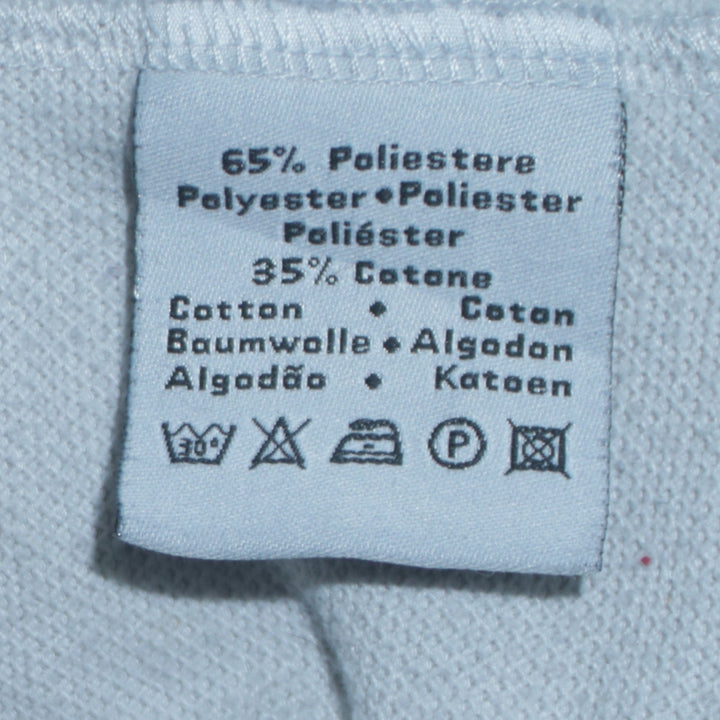 65% Poliestere
Polyester • Poliester
Poliéster
35% Cotone
Cotton • Coton
Baumwolle • Algodon
Algodão • Katoen
30° P